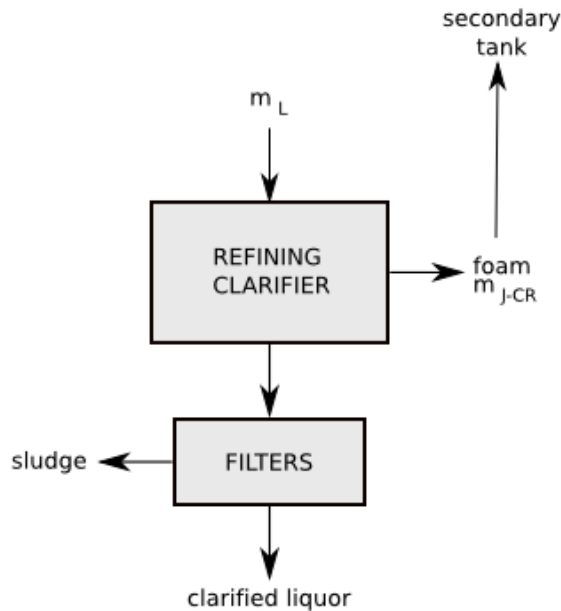 secondary
tank
m L
REFINING
CLARIFIER
foam
m J-CR
sludge
FILTERS
clarified liquor